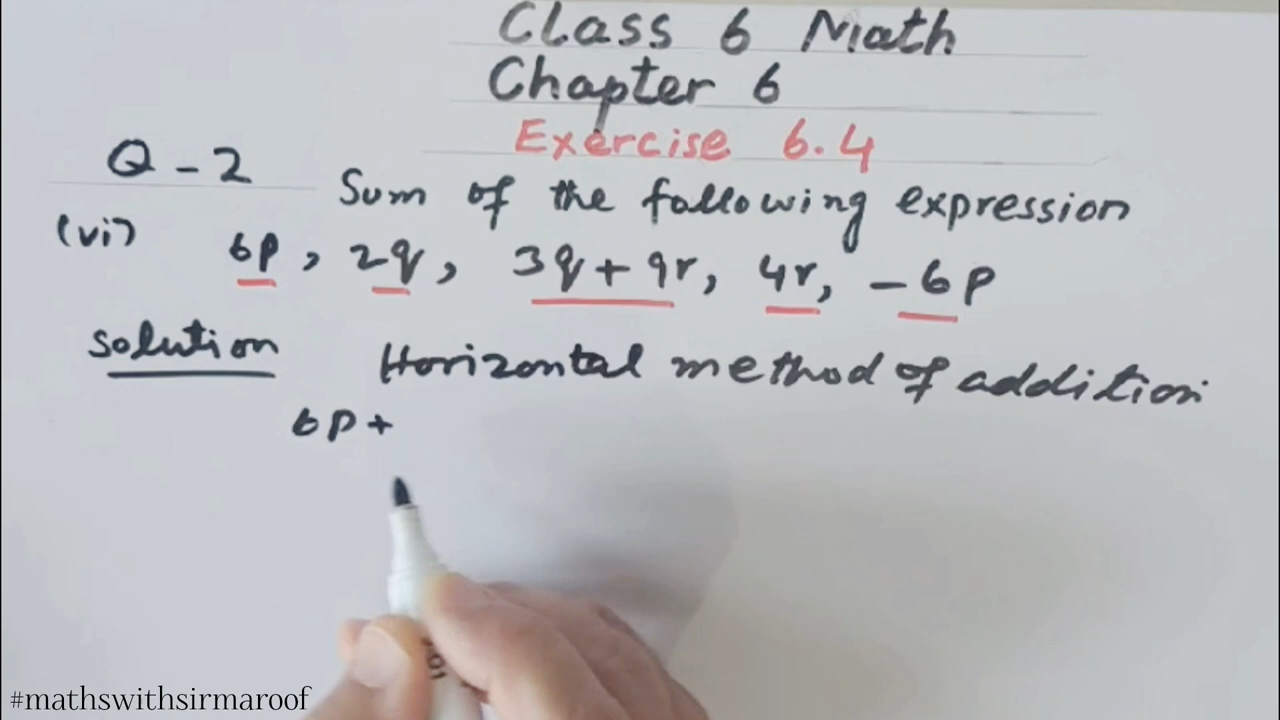 Class 6 Math
Chapter 6
Exercise 6.4
Q - 2 Sum of the following expression
(vi) 6p, 2q, 3q + 9r, 4r, - 6p
Solution Horizontal method of addition
6p +
#mathswithsirmaroof